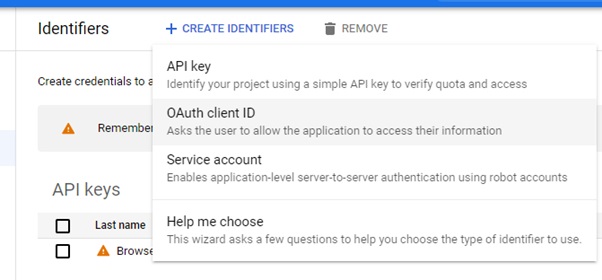 Identifiers
+ CREATE IDENTIFIERS
REMOVE
API key
Identify your project using a simple API key to verify quota and access
Create credentials to a
OAuth client ID
Asks the user to allow the application to access their information
Remember
Service account
Enables application-level server-to-server authentication using robot accounts
API keys
Help me choose
This wizard asks a few questions to help you choose the type of identifier to use.
Last name
Browse